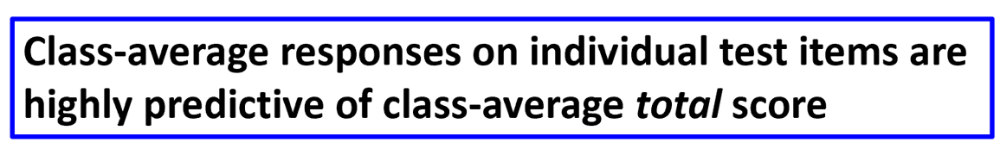 Class-average responses on individual test items are
highly predictive of class-average total score